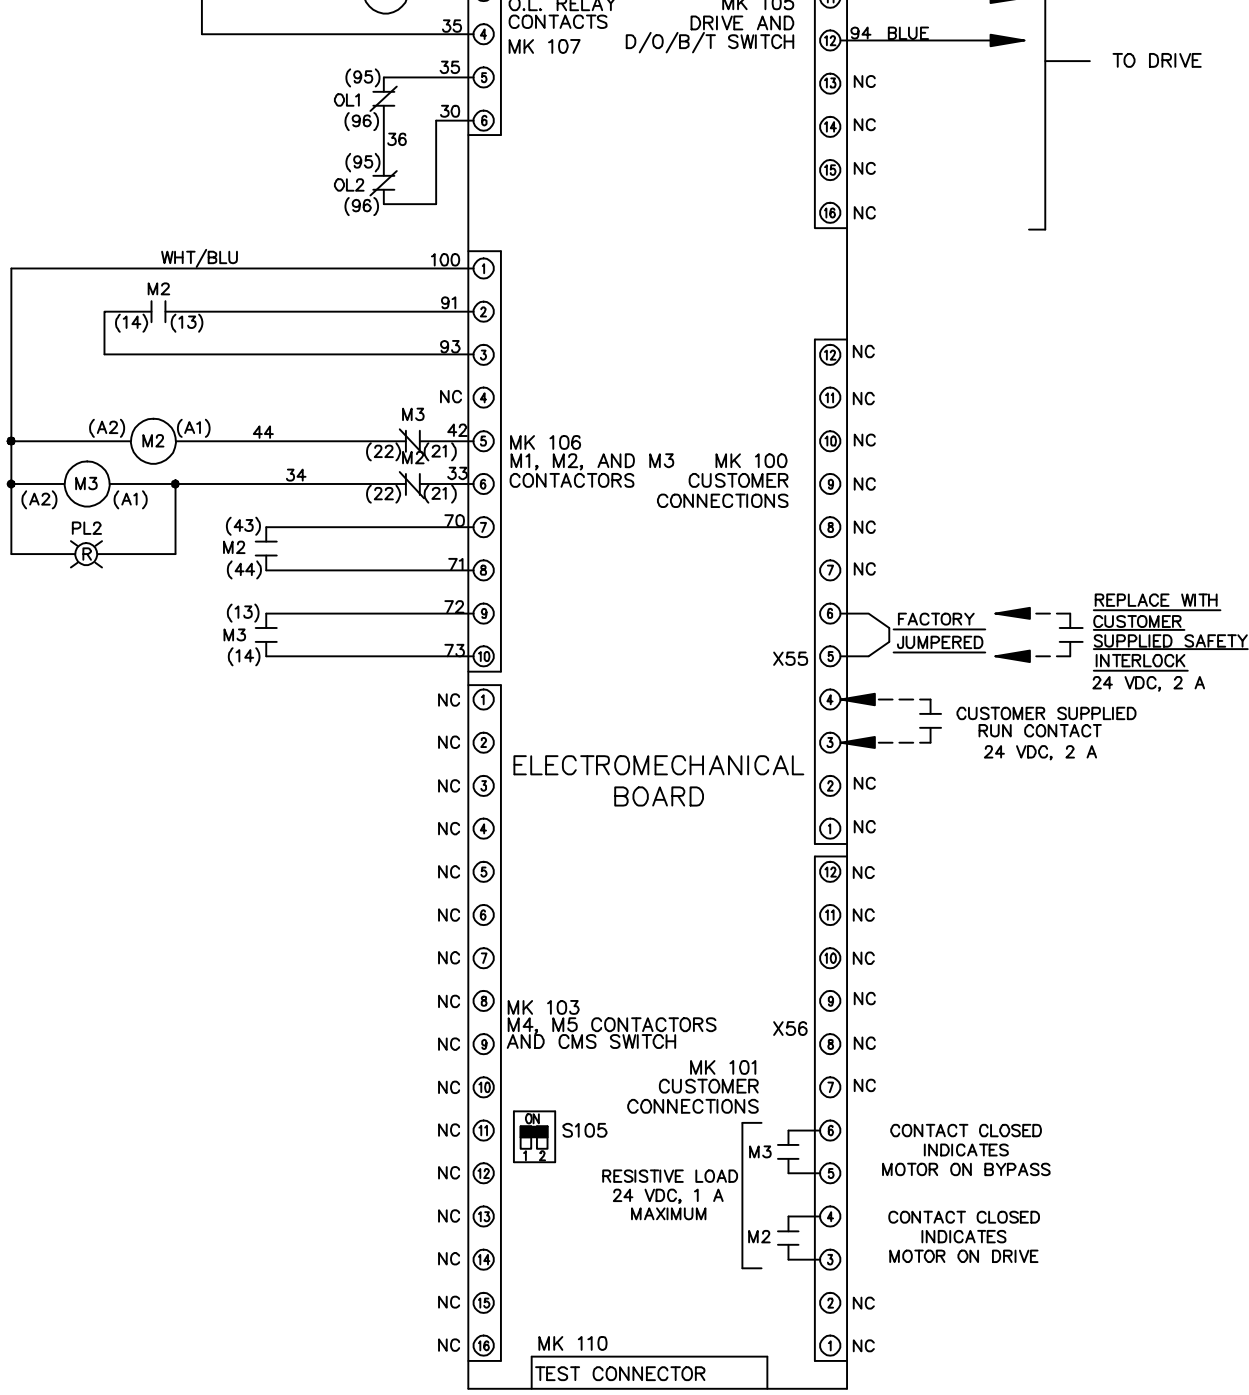 O.L. RELAY
CONTACTS
MK 107
MK 105
DRIVE AND
D/O/B/T SWITCH
35 4
35 5
30 6
(95)
OL1
(96)
36
(95)
OL2
(96)
11
12 94 BLUE
13 NC
14 NC
15 NC
16 NC
TO DRIVE
WHT/BLU 100 1
M2
(14) (13) 91 2
93 3
NC 4
(A2) M2 (A1) 44 M3 (22) (21) 42 5
(A2) M3 (A1) 34 M2 (22) (21) 33 6
PL2
R
(43) 70 7
M2
(44) 71 8
(13) 72 9
M3
(14) 73 10
MK 106
M1, M2, AND M3
CONTACTORS
MK 100
CUSTOMER
CONNECTIONS
12 NC
11 NC
10 NC
9 NC
8 NC
7 NC
6
X55 5
4
3
2 NC
1 NC
FACTORY
JUMPERED
REPLACE WITH
CUSTOMER
SUPPLIED SAFETY
INTERLOCK
24 VDC, 2 A
CUSTOMER SUPPLIED
RUN CONTACT
24 VDC, 2 A
ELECTROMECHANICAL
BOARD
NC 1
NC 2
NC 3
NC 4
NC 5
NC 6
NC 7
NC 8
NC 9
NC 10
NC 11
NC 12
NC 13
NC 14
NC 15
NC 16
MK 103
M4, M5 CONTACTORS
AND CMS SWITCH
ON
1 2
S105
X56
MK 101
CUSTOMER
CONNECTIONS
12 NC
11 NC
10 NC
9 NC
8 NC
7 NC
6
M3
5
4
M2
3
2 NC
1 NC
RESISTIVE LOAD
24 VDC, 1 A
MAXIMUM
CONTACT CLOSED
INDICATES
MOTOR ON BYPASS
CONTACT CLOSED
INDICATES
MOTOR ON DRIVE
MK 110
TEST CONNECTOR